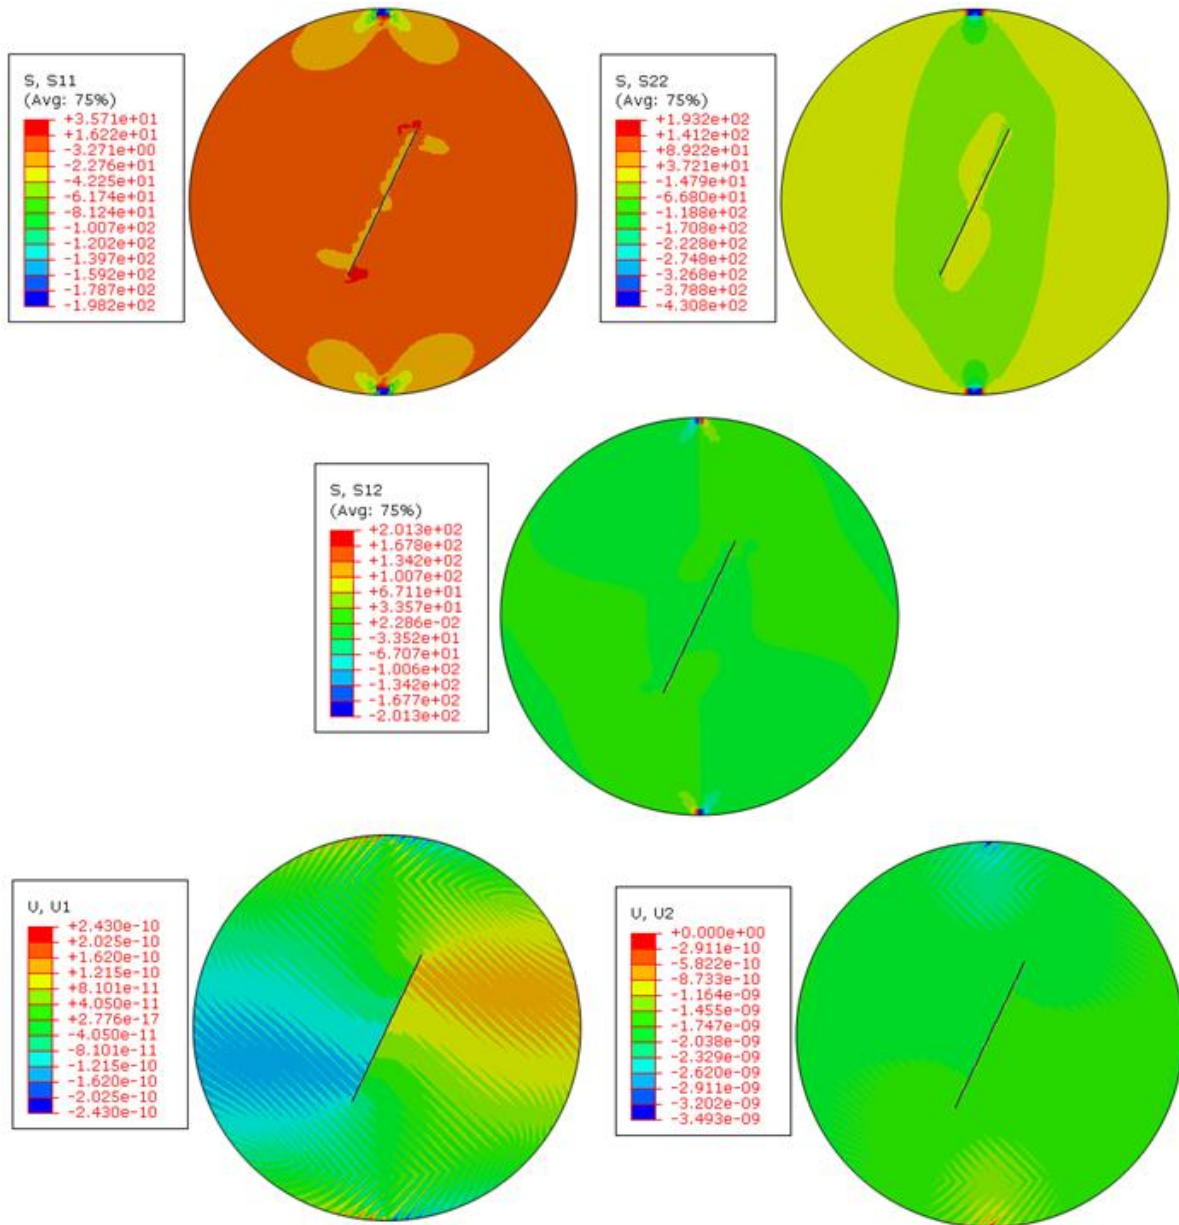 S, S11
(Avg: 75%)
+3.571e+01
+1.622e+01
-3.271e+00
-2.276e+01
-4.225e+01
-6.174e+01
-8.124e+01
-1.007e+02
-1.202e+02
-1.397e+02
-1.592e+02
-1.787e+02
-1.982e+02
S, S22
(Avg: 75%)
+1.932e+02
+1.412e+02
+8.922e+01
+3.721e+01
-1.479e+01
-6.680e+01
-1.188e+02
-1.708e+02
-2.228e+02
-2.748e+02
-3.268e+02
-3.788e+02
-4.308e+02
S, S12
(Avg: 75%)
+2.013e+02
+1.678e+02
+1.342e+02
+1.007e+02
+6.711e+01
+3.357e+01
+2.286e-02
-3.352e+01
-6.707e+01
-1.006e+02
-1.342e+02
-1.677e+02
-2.013e+02
U, U1
+2.430e-10
+2.025e-10
+1.620e-10
+1.215e-10
+8.101e-11
+4.050e-11
+2.776e-17
-4.050e-11
-8.101e-11
-1.215e-10
-1.620e-10
-2.025e-10
-2.430e-10
U, U2
+0.000e+00
-2.911e-10
-5.822e-10
-8.733e-10
-1.164e-09
-1.455e-09
-1.747e-09
-2.038e-09
-2.329e-09
-2.620e-09
-2.911e-09
-3.202e-09
-3.493e-09